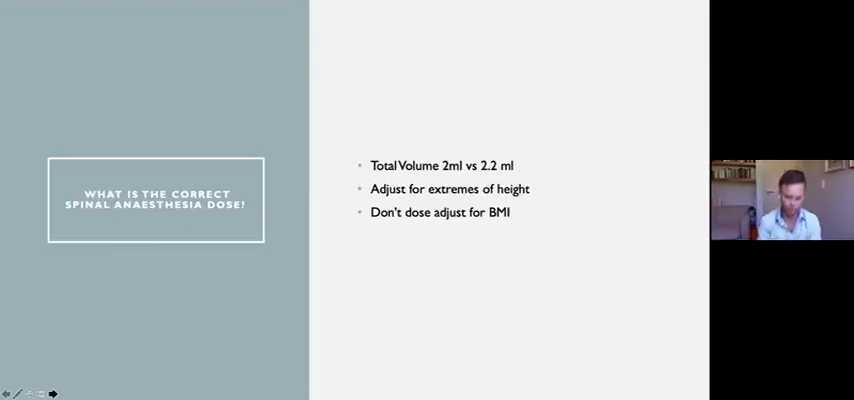 WHAT IS THE CORRECT
SPINAL ANAESTHESIA DOSE?
Total Volume 2ml vs 2.2 ml
Adjust for extremes of height
Don't dose adjust for BMI